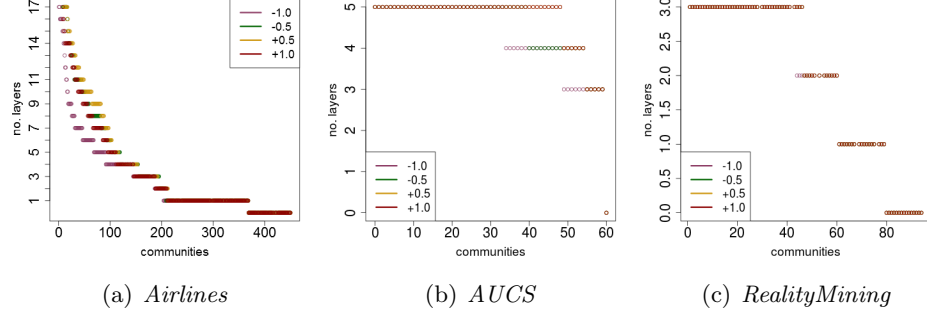 17
14
11
9
7
5
3
1
no. layers
-1.0
-0.5
+0.5
+1.0
0 100 200 300 400
communities
(a) Airlines
5
4
3
2
1
0
no. layers
-1.0
-0.5
+0.5
+1.0
0 10 20 30 40 50 60
communities
(b) AUCS
3.0
2.0
1.0
0.5
0.0
no. layers
-1.0
-0.5
+0.5
+1.0
0 20 40 60 80
communities
(c) RealityMining